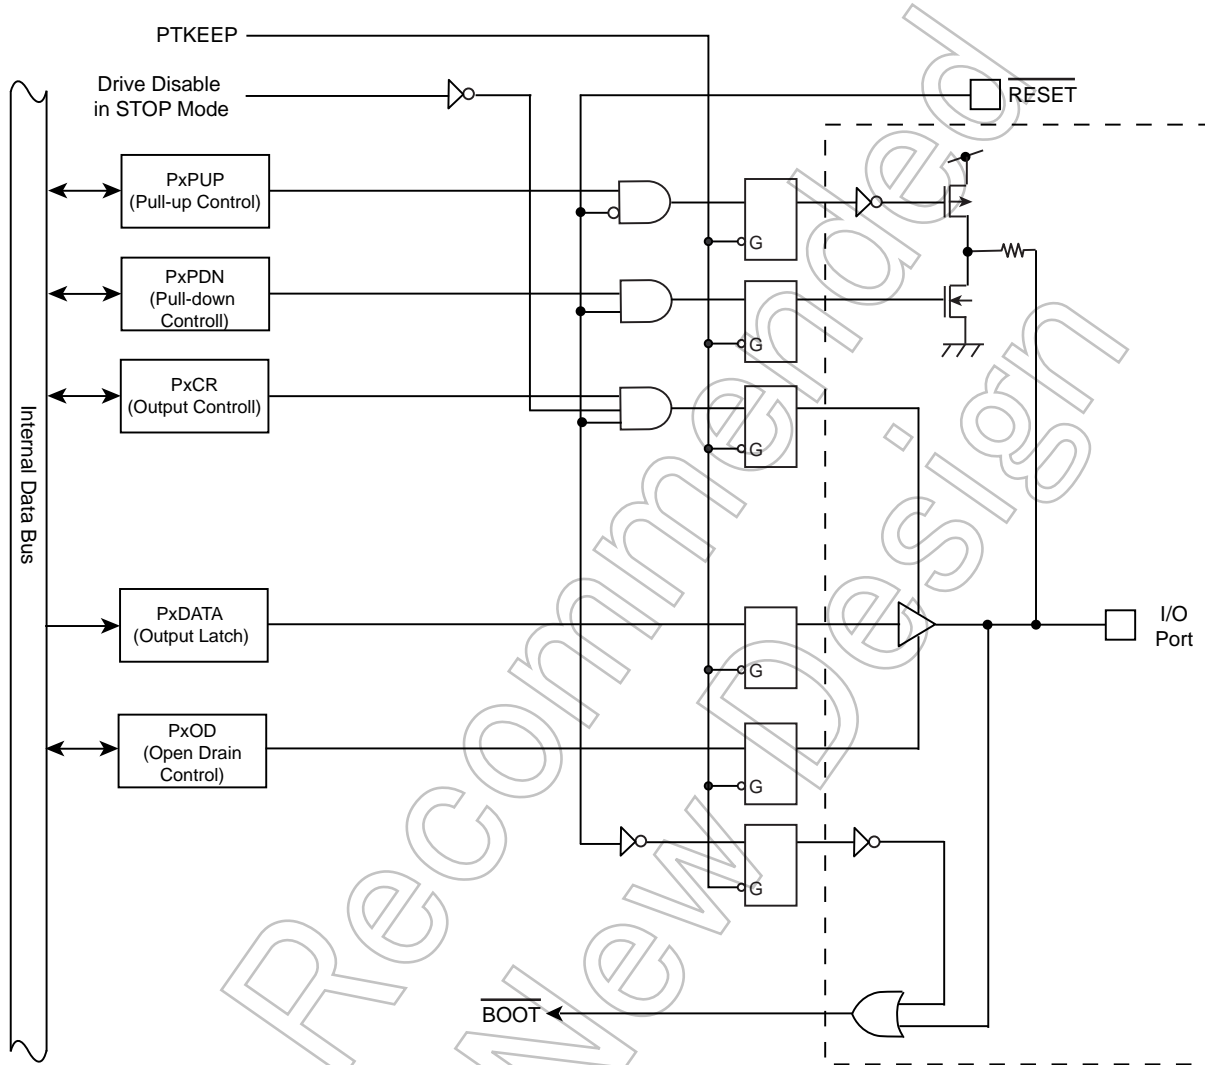 PTKEEP
Drive Disable
in STOP Mode
RESET
PxPUP
(Pull-up Control)
G
PxPDN
(Pull-down
Controll)
G
PxCR
(Output Controll)
G
Internal Data Bus
PxDATA
(Output Latch)
G
I/O
Port
PxOD
(Open Drain
Control)
G
G
BOOT
Recommended
New Design